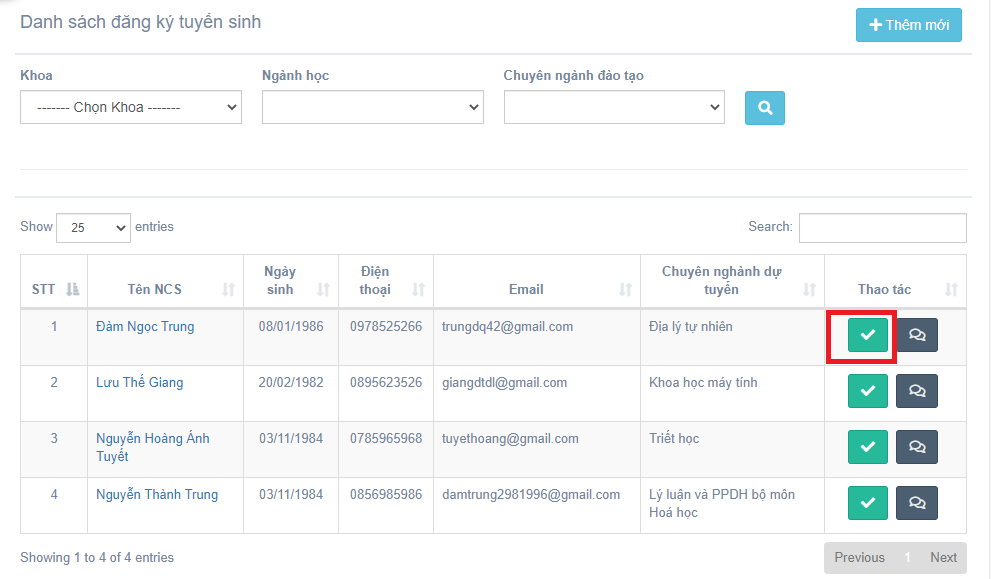 Danh sách đăng ký tuyển sinh
Thêm mới
Khoa Ngành học Chuyên ngành đào tạo
------- Chọn Khoa -------
Show 25 entries Search:
STT Tên NCS Ngày sinh Điện thoại Email Chuyên nghành dự tuyển Thao tác
1 Đàm Ngọc Trung 08/01/1986 0978525266 trungdq42@gmail.com Địa lý tự nhiên
2 Lưu Thế Giang 20/02/1982 0895623526 giangdtdl@gmail.com Khoa học máy tính
3 Nguyễn Hoàng Ánh Tuyết 03/11/1984 0785965968 tuyethoang@gmail.com Triết học
4 Nguyễn Thành Trung 03/11/1984 0856985986 damtrung2981996@gmail.com Lý luận và PPDH bộ môn Hoá học
Showing 1 to 4 of 4 entries Previous 1 Next